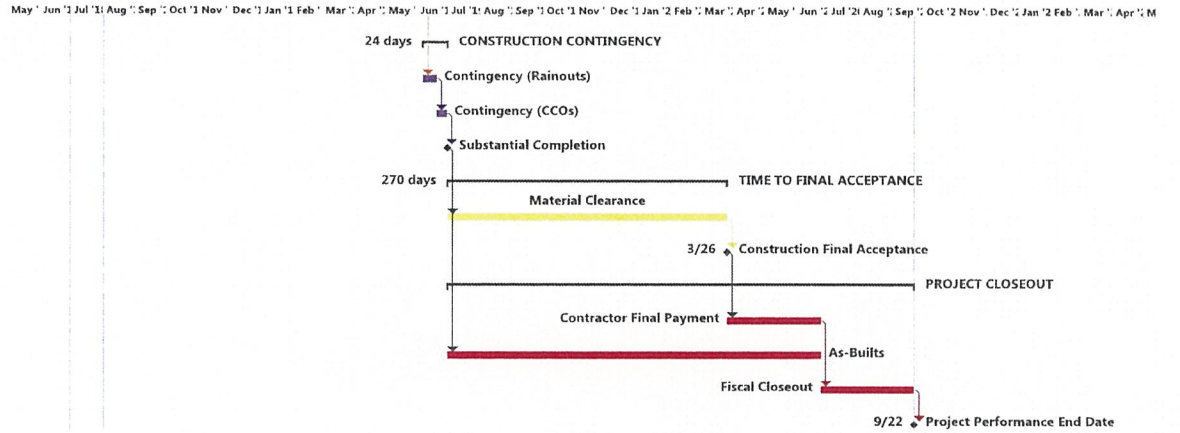 May ' Jun '1 Jul '1 Aug ' Sep ' Oct '1 Nov ' Dec '1 Jan '1 Feb ' Mar ' Apr ' May ' Jun '1 Jul '1 Aug ' Sep '1 Oct '1 Nov ' Dec '1 Jan '2 Feb ' Mar ' Apr ' May ' Jun ' Jul '2 Aug ' Sep ' Oct '2 Nov ' Dec ' Jan '2 Feb ' Mar ' Apr ' M
24 days CONSTRUCTION CONTINGENCY
Contingency (Rainouts)
Contingency (CCOs)
Substantial Completion
270 days TIME TO FINAL ACCEPTANCE
Material Clearance
3/26 Construction Final Acceptance
PROJECT CLOSEOUT
Contractor Final Payment
As-Builts
Fiscal Closeout
9/22 Project Performance End Date